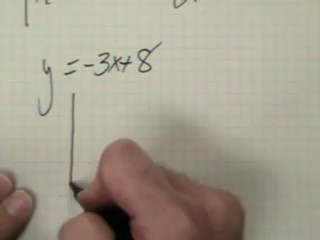 y = -3x+8